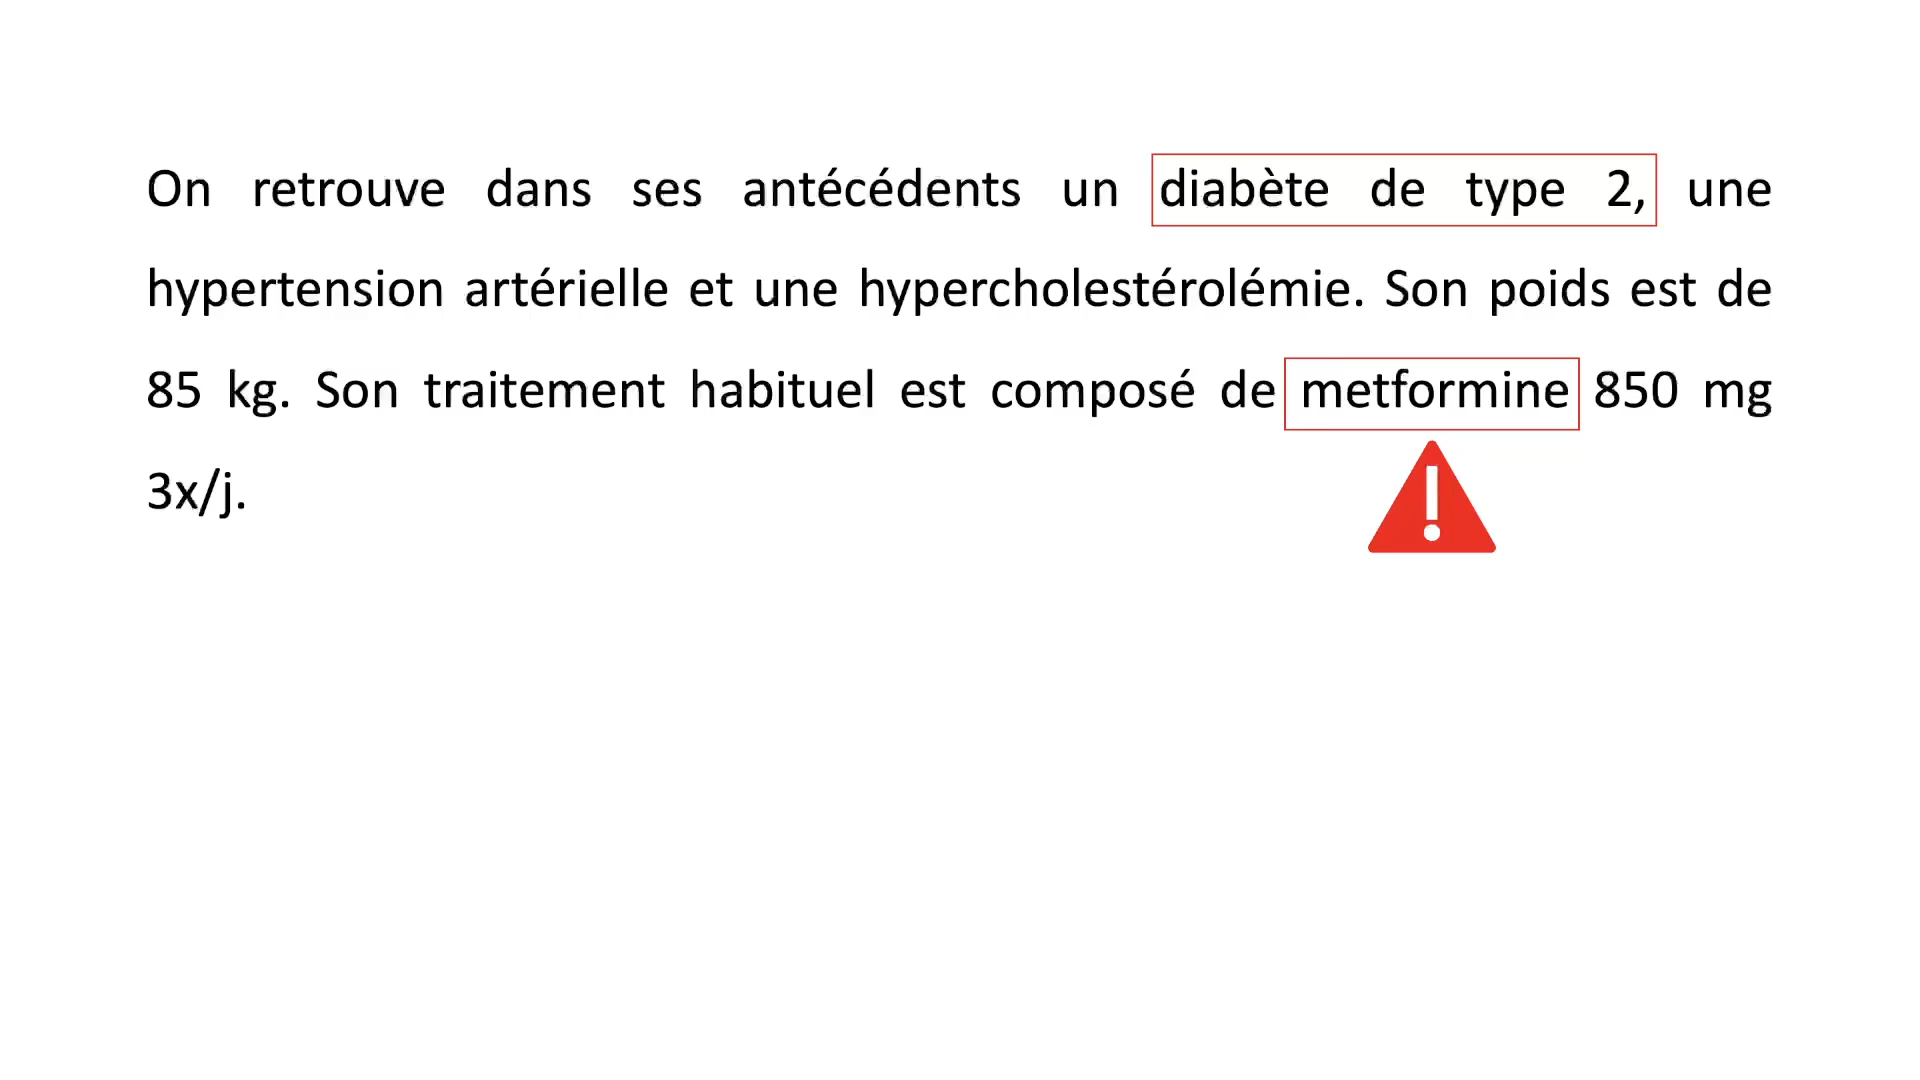 On retrouve dans ses antécédents un diabète de type 2, une
hypertension artérielle et une hypercholestérolémie. Son poids est de
85 kg. Son traitement habituel est composé de metformine 850 mg
3x/j.